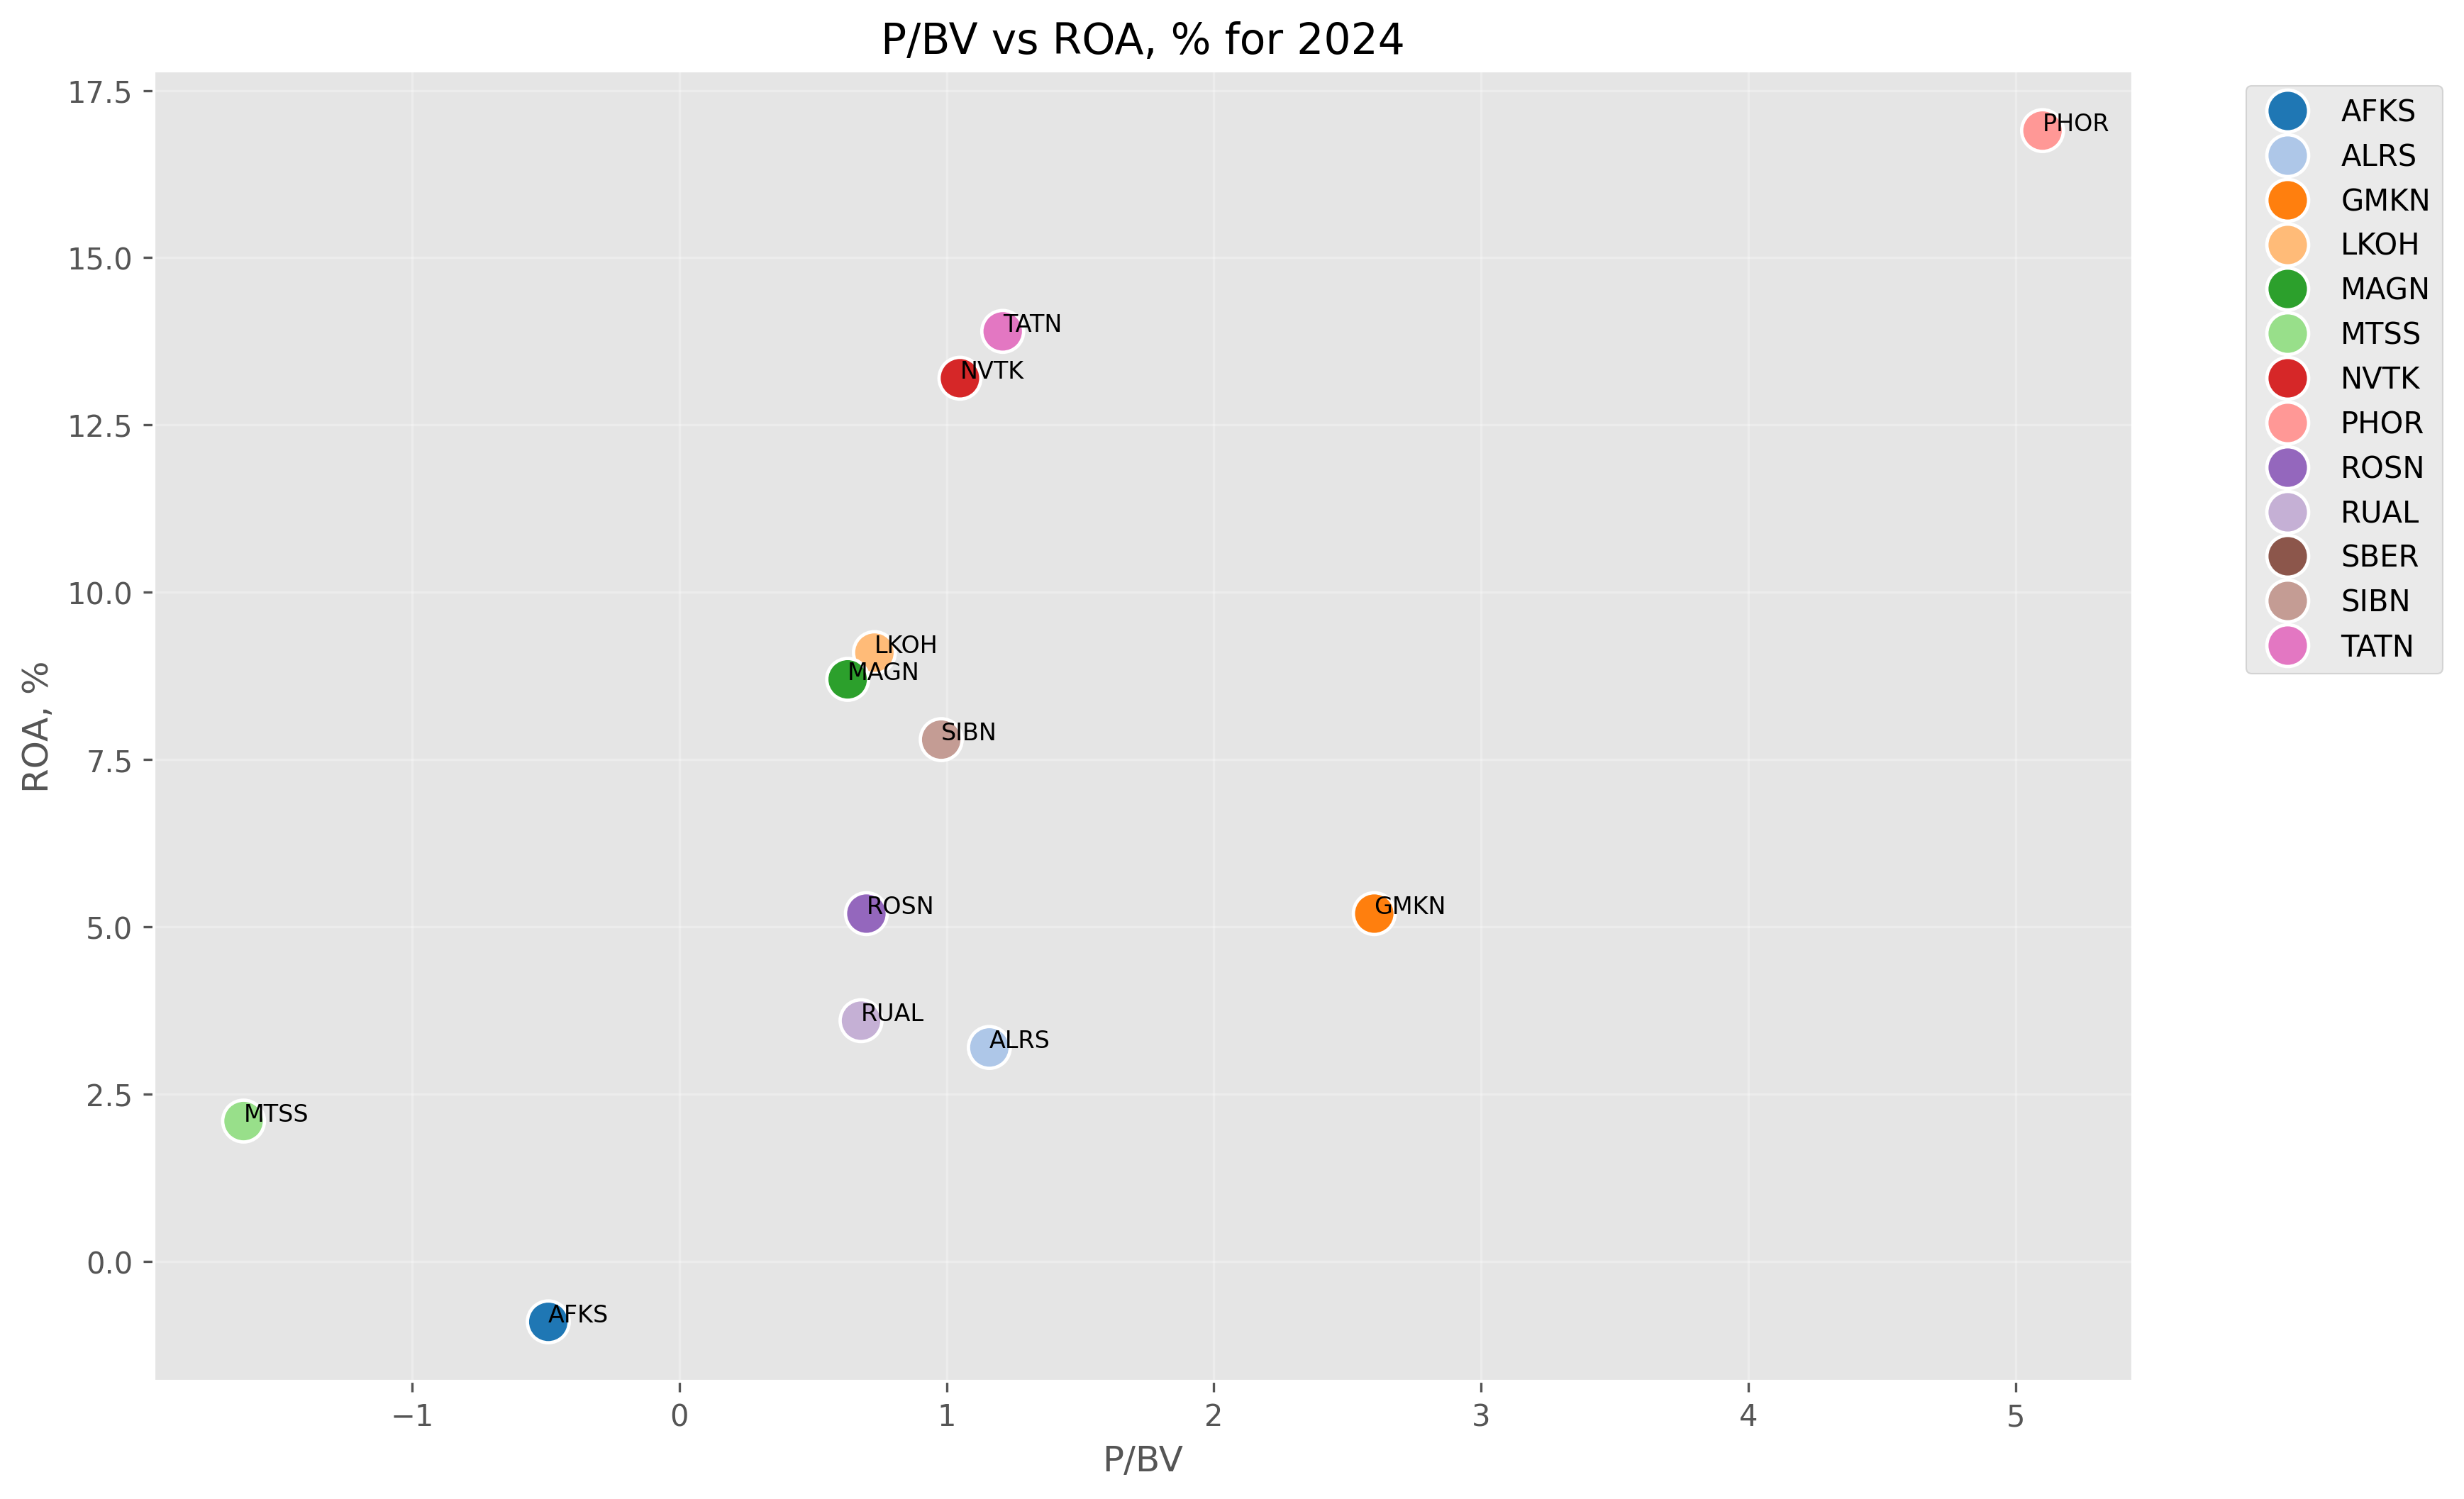 P/BV vs ROA, % for 2024
17.5
15.0
12.5
10.0
7.5
5.0
2.5
0.0
ROA, %
PHOR
TATN
NVTK
LKOH
MAGN
SIBN
ROSN
GMKN
RUAL
ALRS
MTSS
AFKS
−1
0
1
2
3
4
5
P/BV
AFKS
ALRS
GMKN
LKOH
MAGN
MTSS
NVTK
PHOR
ROSN
RUAL
SBER
SIBN
TATN